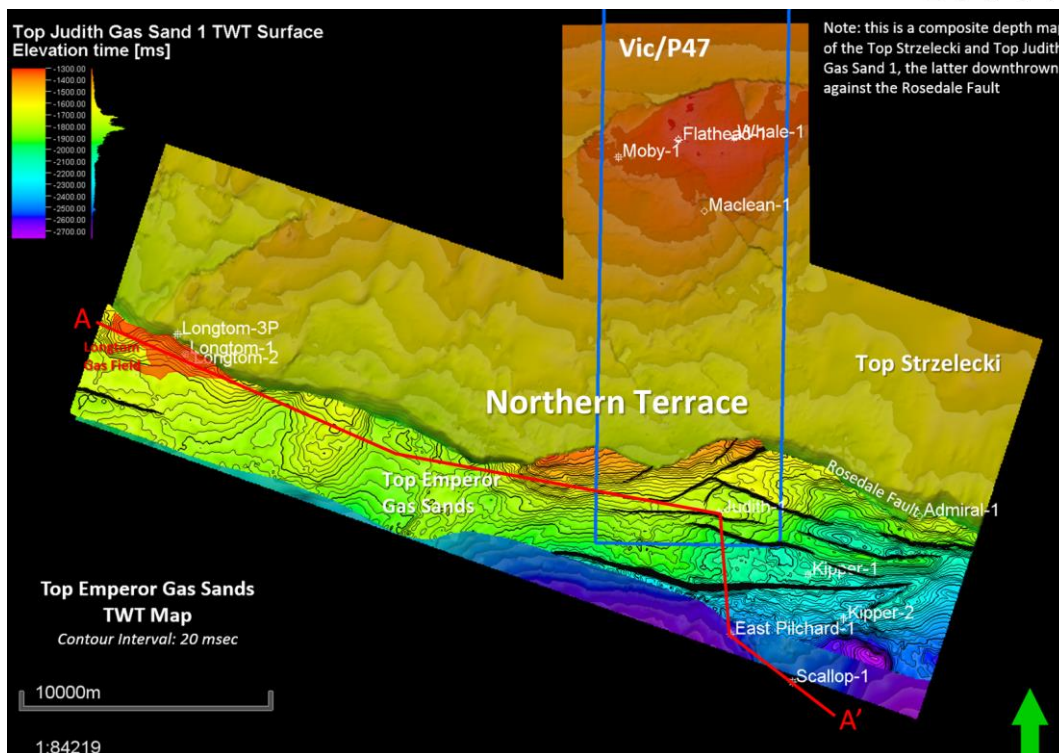 Top Judith Gas Sand 1 TWT Surface
Elevation time [ms]
-1300.00
-1400.00
-1500.00
-1600.00
-1700.00
-1800.00
-1900.00
-2000.00
-2100.00
-2200.00
-2300.00
-2400.00
-2500.00
-2600.00
-2700.00
Vic/P47
Note: this is a composite depth map
of the Top Strzelecki and Top Judith
Gas Sand 1, the latter downthrown
against the Rosedale Fault
Flathead-1
Whale-1
Moby-1
Maclean-1
A
Longtom-3P
Longtom-1
Longtom-2
Longtom
Gas Field
Top Strzelecki
Northern Terrace
Top Emperor
Gas Sands
Rosedale Fault
Admiral-1
Judith-1
Kipper-1
Kipper-2
East Pilchard-1
Scallop-1
A'
Top Emperor Gas Sands
TWT Map
Contour Interval: 20 msec
10000m
1:84219